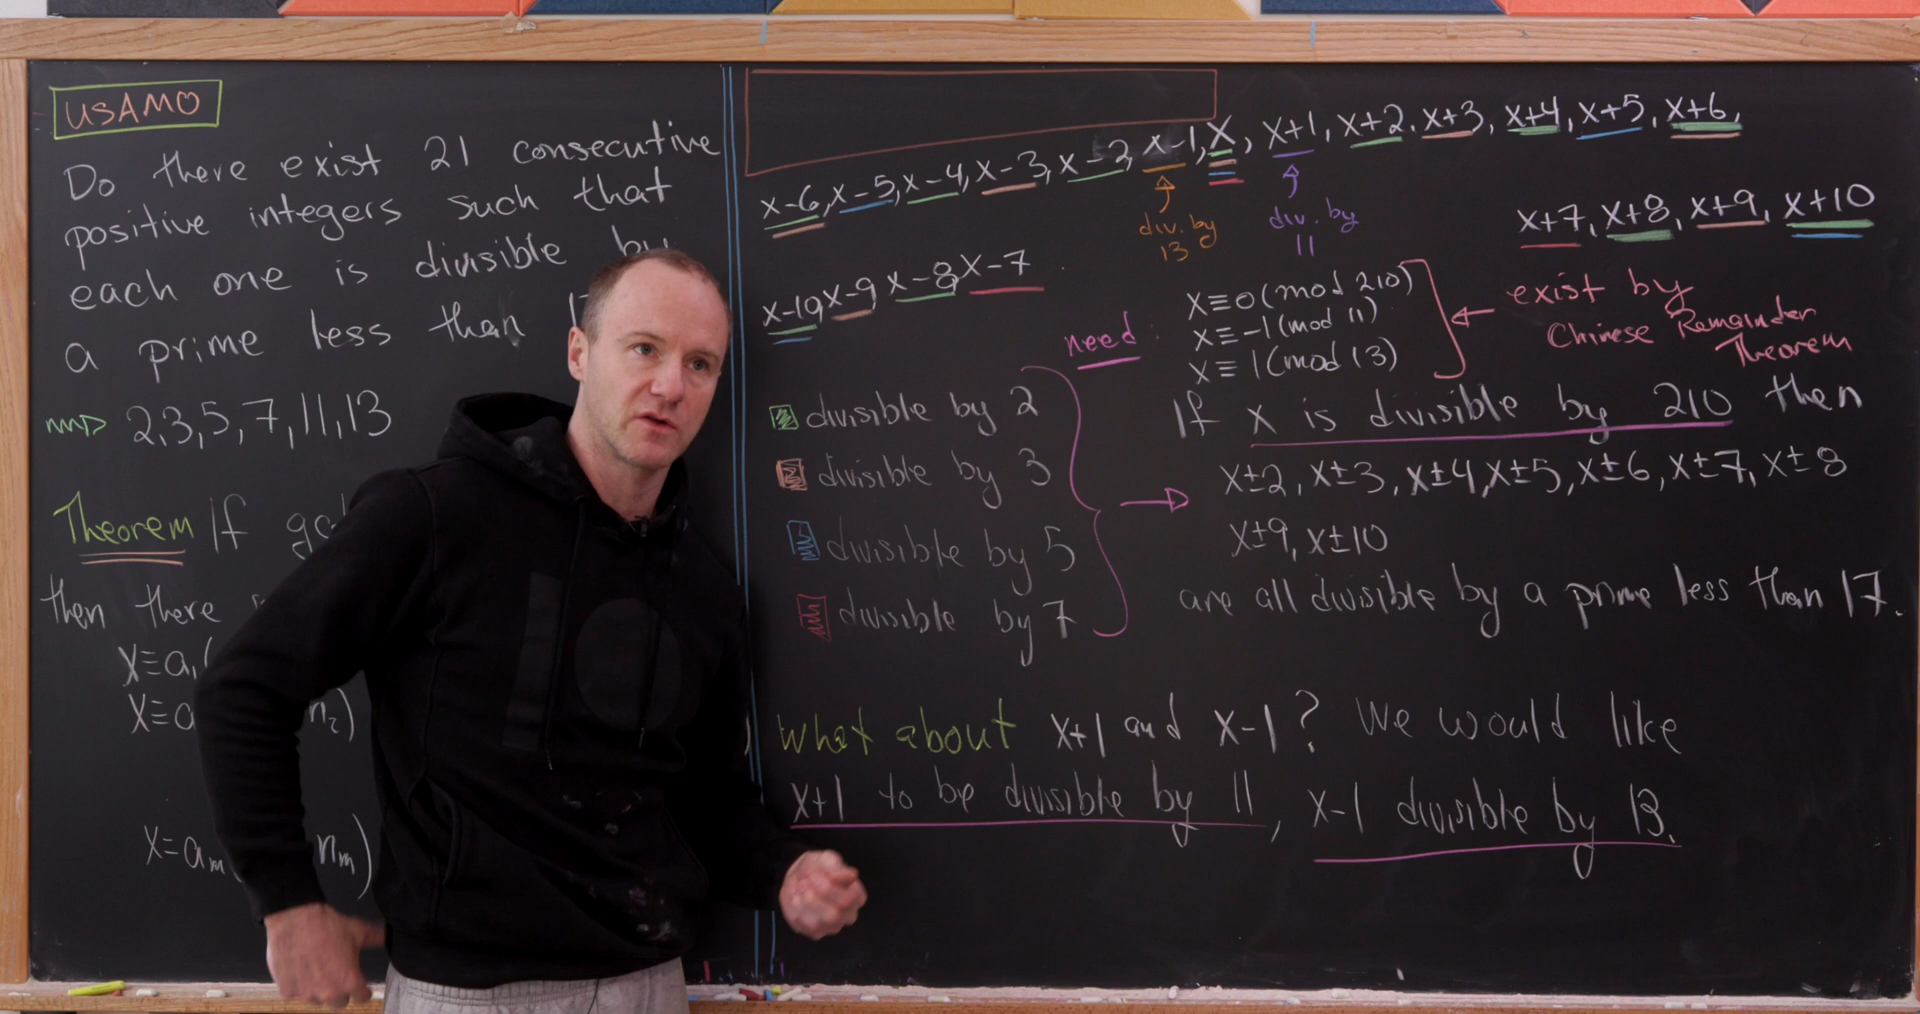 USAMO
Do there exist 21 consecutive
positive integers such that
each one is divisible by
a prime less than
2,3,5,7,11,13
Theorem If
then there
x≡a₁(
n₂)
x=aₘ nₘ)
x-6, x-5, x-4, x-3, x-2, x-1, x, x+1, x+2, x+3, x+4, x+5, x+6,
div. by
13
div. by
11
x+7, x+8, x+9, x+10
x-10, x-9 x-8 x-7
need:
x≡0 (mod 210)
x≡-1 (mod 11)
x≡1 (mod 13)
exist by
Chinese Remainder
Theorem
divisible by 2
divisible by 3
divisible by 5
divisible by 7
If x is divisible by 210 then
x±2, x±3, x±4, x±5, x±6, x±7, x±8
x±9, x±10
are all divisible by a prime less than 17.
What about x+1 and x-1? We would like
x+1 to be divisible by 11, x-1 divisible by 13.